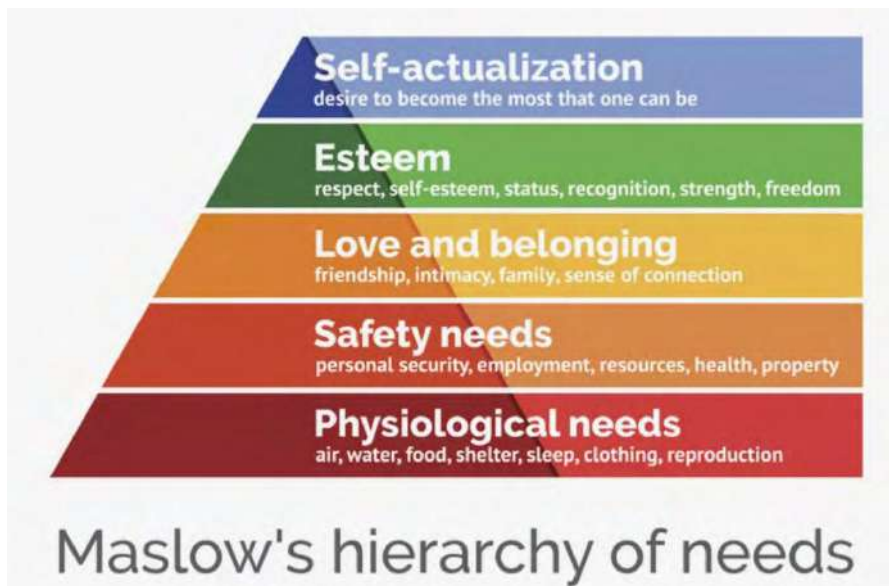 Self-actualization
desire to become the most that one can be
Esteem
respect, self-esteem, status, recognition, strength, freedom
Love and belonging
friendship, intimacy, family, sense of connection
Safety needs
personal security, employment, resources, health, property
Physiological needs
air, water, food, shelter, sleep, clothing, reproduction
Maslow's hierarchy of needs